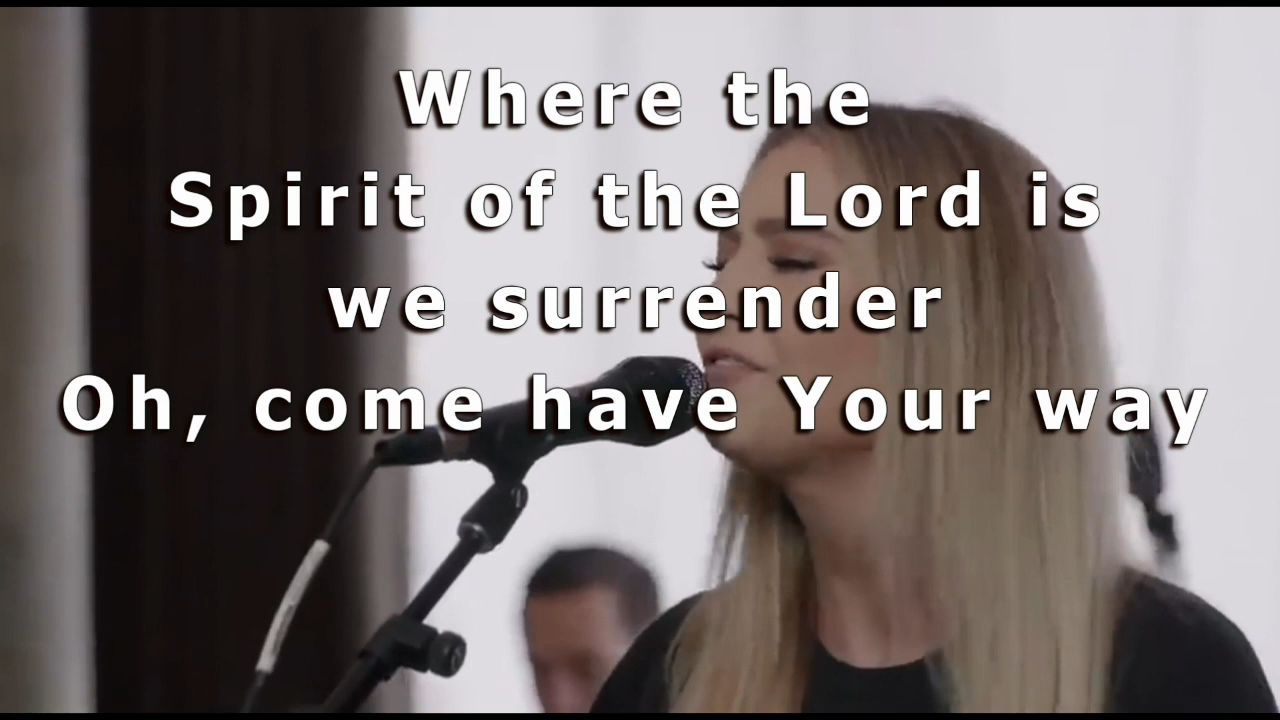 Where the
Spirit of the Lord is
we surrender
Oh, come have Your way